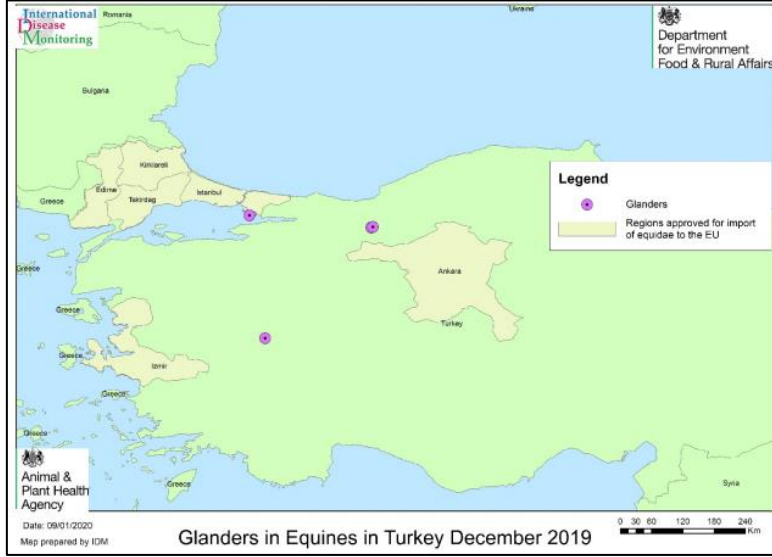 International
Disease
Monitoring
Romania
Ukraine
Department
for Environment
Food & Rural Affairs
Bulgaria
Kirklareli
Greece
Edirne
Tekirdag
Istanbul
Legend
Glanders
Regions approved for import
of equidae to the EU
Greece
Ankara
Greece
Turkey
Greece
Izmir
Greece
Greece
Greece
Syria
Animal &
Plant Health
Agency
Date: 09/01/2020
Map prepared by IDM
Glanders in Equines in Turkey December 2019
0 30 60 120 180 240
Km